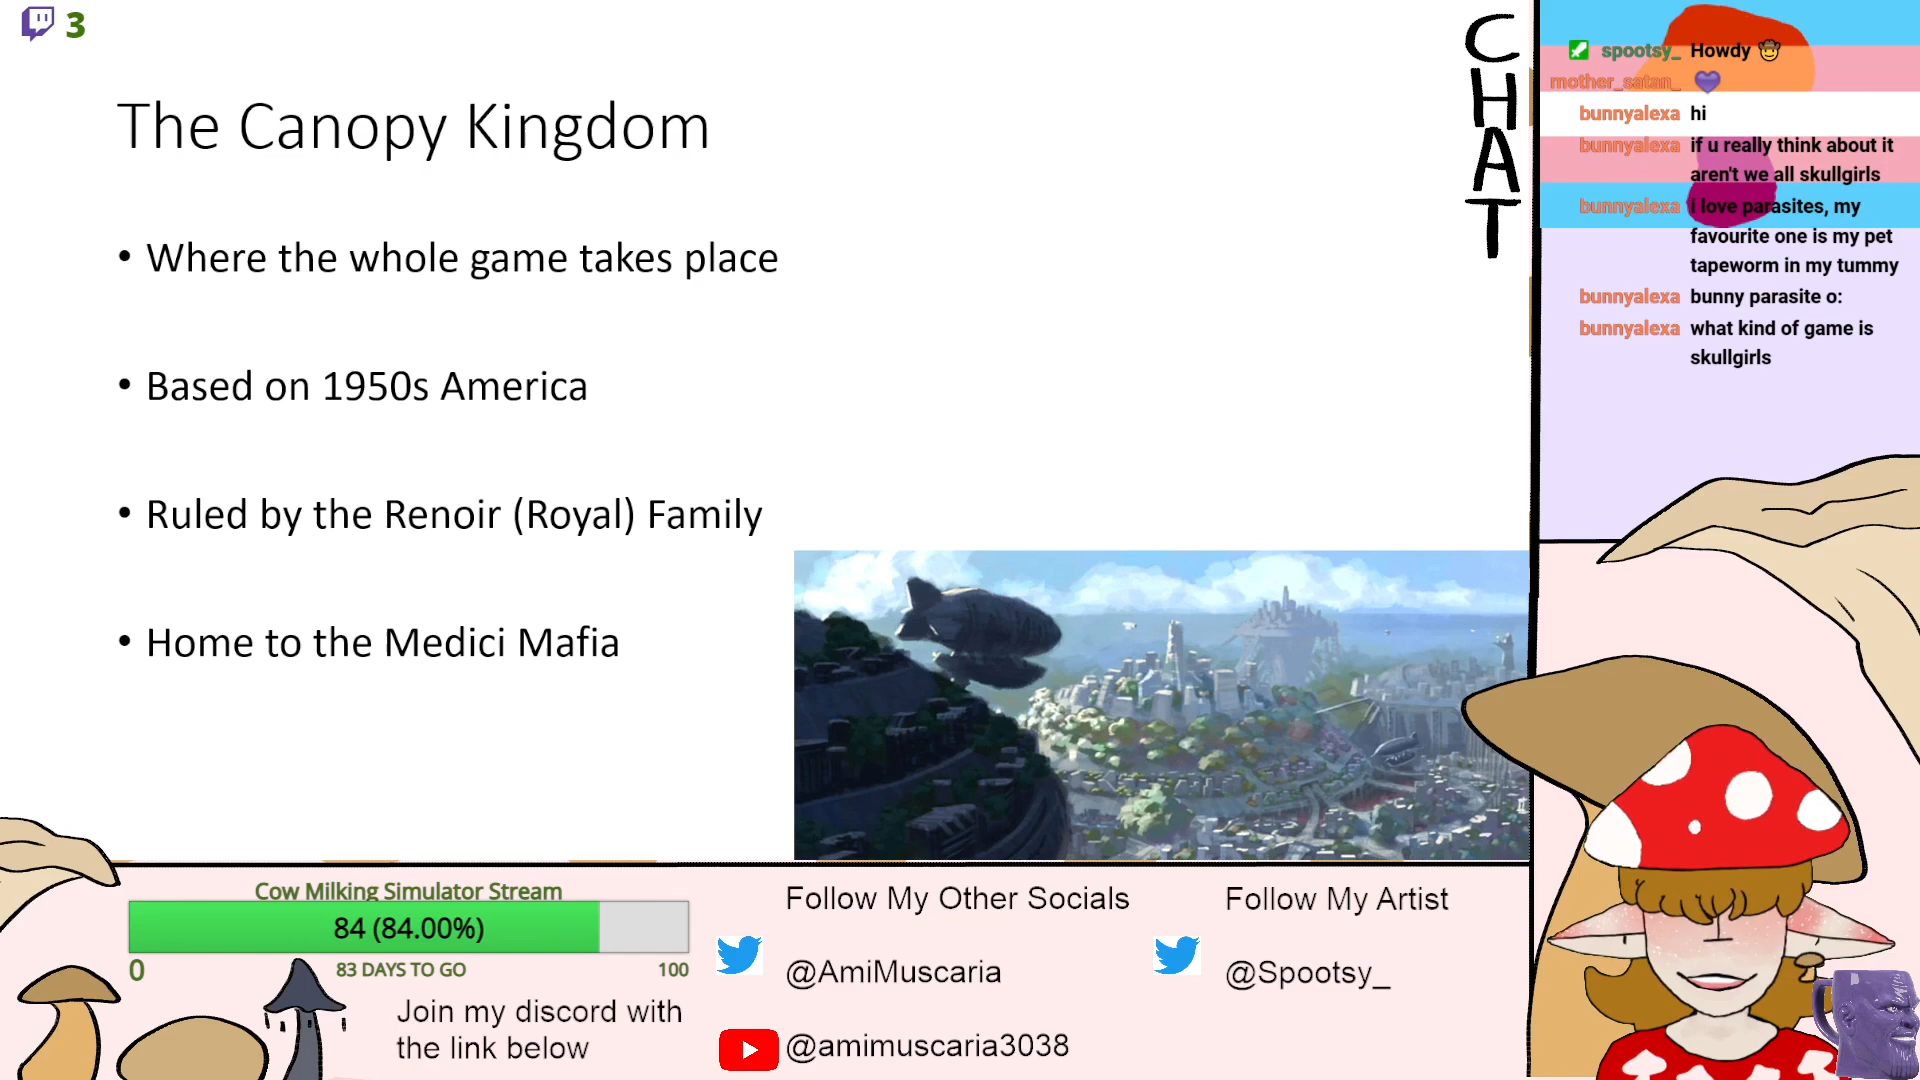 3
The Canopy Kingdom
• Where the whole game takes place
• Based on 1950s America
• Ruled by the Renoir (Royal) Family
• Home to the Medici Mafia
CHAT
spootsy_ Howdy 🤠
mother_satan_ 💜
bunnyalexa hi
bunnyalexa if u really think about it
aren't we all skullgirls
bunnyalexa i love parasites, my
favourite one is my pet
tapeworm in my tummy
bunnyalexa bunny parasite o:
bunnyalexa what kind of game is
skullgirls
Cow Milking Simulator Stream
84 (84.00%)
0 83 DAYS TO GO 100
Join my discord with
the link below
Follow My Other Socials
@AmiMuscaria
@amimuscaria3038
Follow My Artist
@Spootsy_